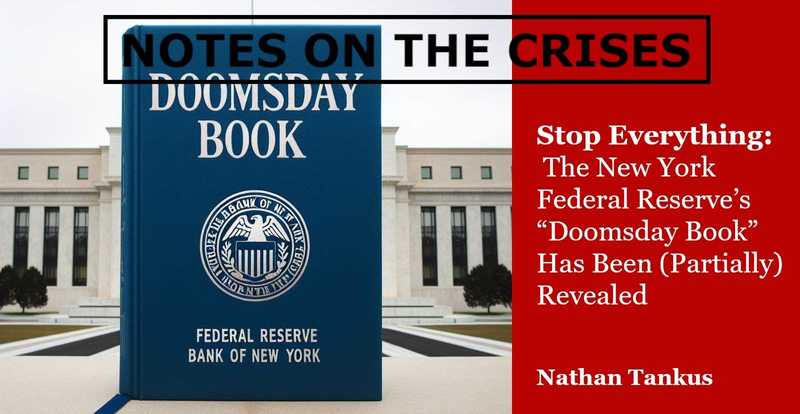 NOTES ON THE CRISES
DOOMSDAY
BOOK
FEDERAL RESERVE
BANK OF NEW YORK
Stop Everything:
The New York
Federal Reserve’s
“Doomsday Book”
Has Been (Partially)
Revealed
Nathan Tankus